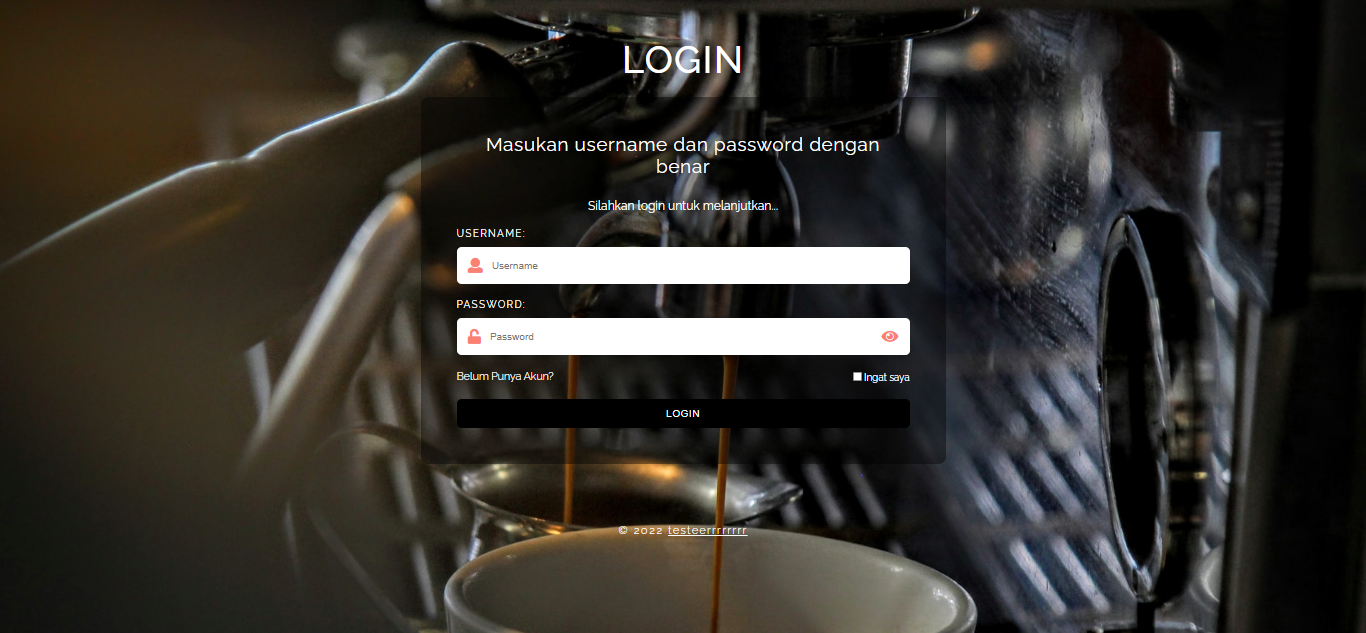 LOGIN
Masukan username dan password dengan
benar
Silahkan login untuk melanjutkan...
USERNAME:
Username
PASSWORD:
Password
Belum Punya Akun?
Ingat saya
LOGIN
© 2022 testeerrrrrrrr